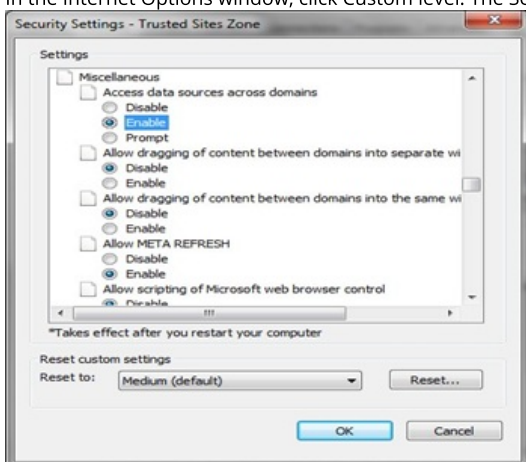 In the Internet Options window, click Custom level. The
Security Settings - Trusted Sites Zone
Settings
Miscellaneous
Access data sources across domains
Disable
Enable
Prompt
Allow dragging of content between domains into separate wi
Disable
Enable
Allow dragging of content between domains into the same wi
Disable
Enable
Allow META REFRESH
Disable
Enable
Allow scripting of Microsoft web browser control
Disable
*Takes effect after you restart your computer
Reset custom settings
Reset to:
Medium (default)
Reset...
OK
Cancel